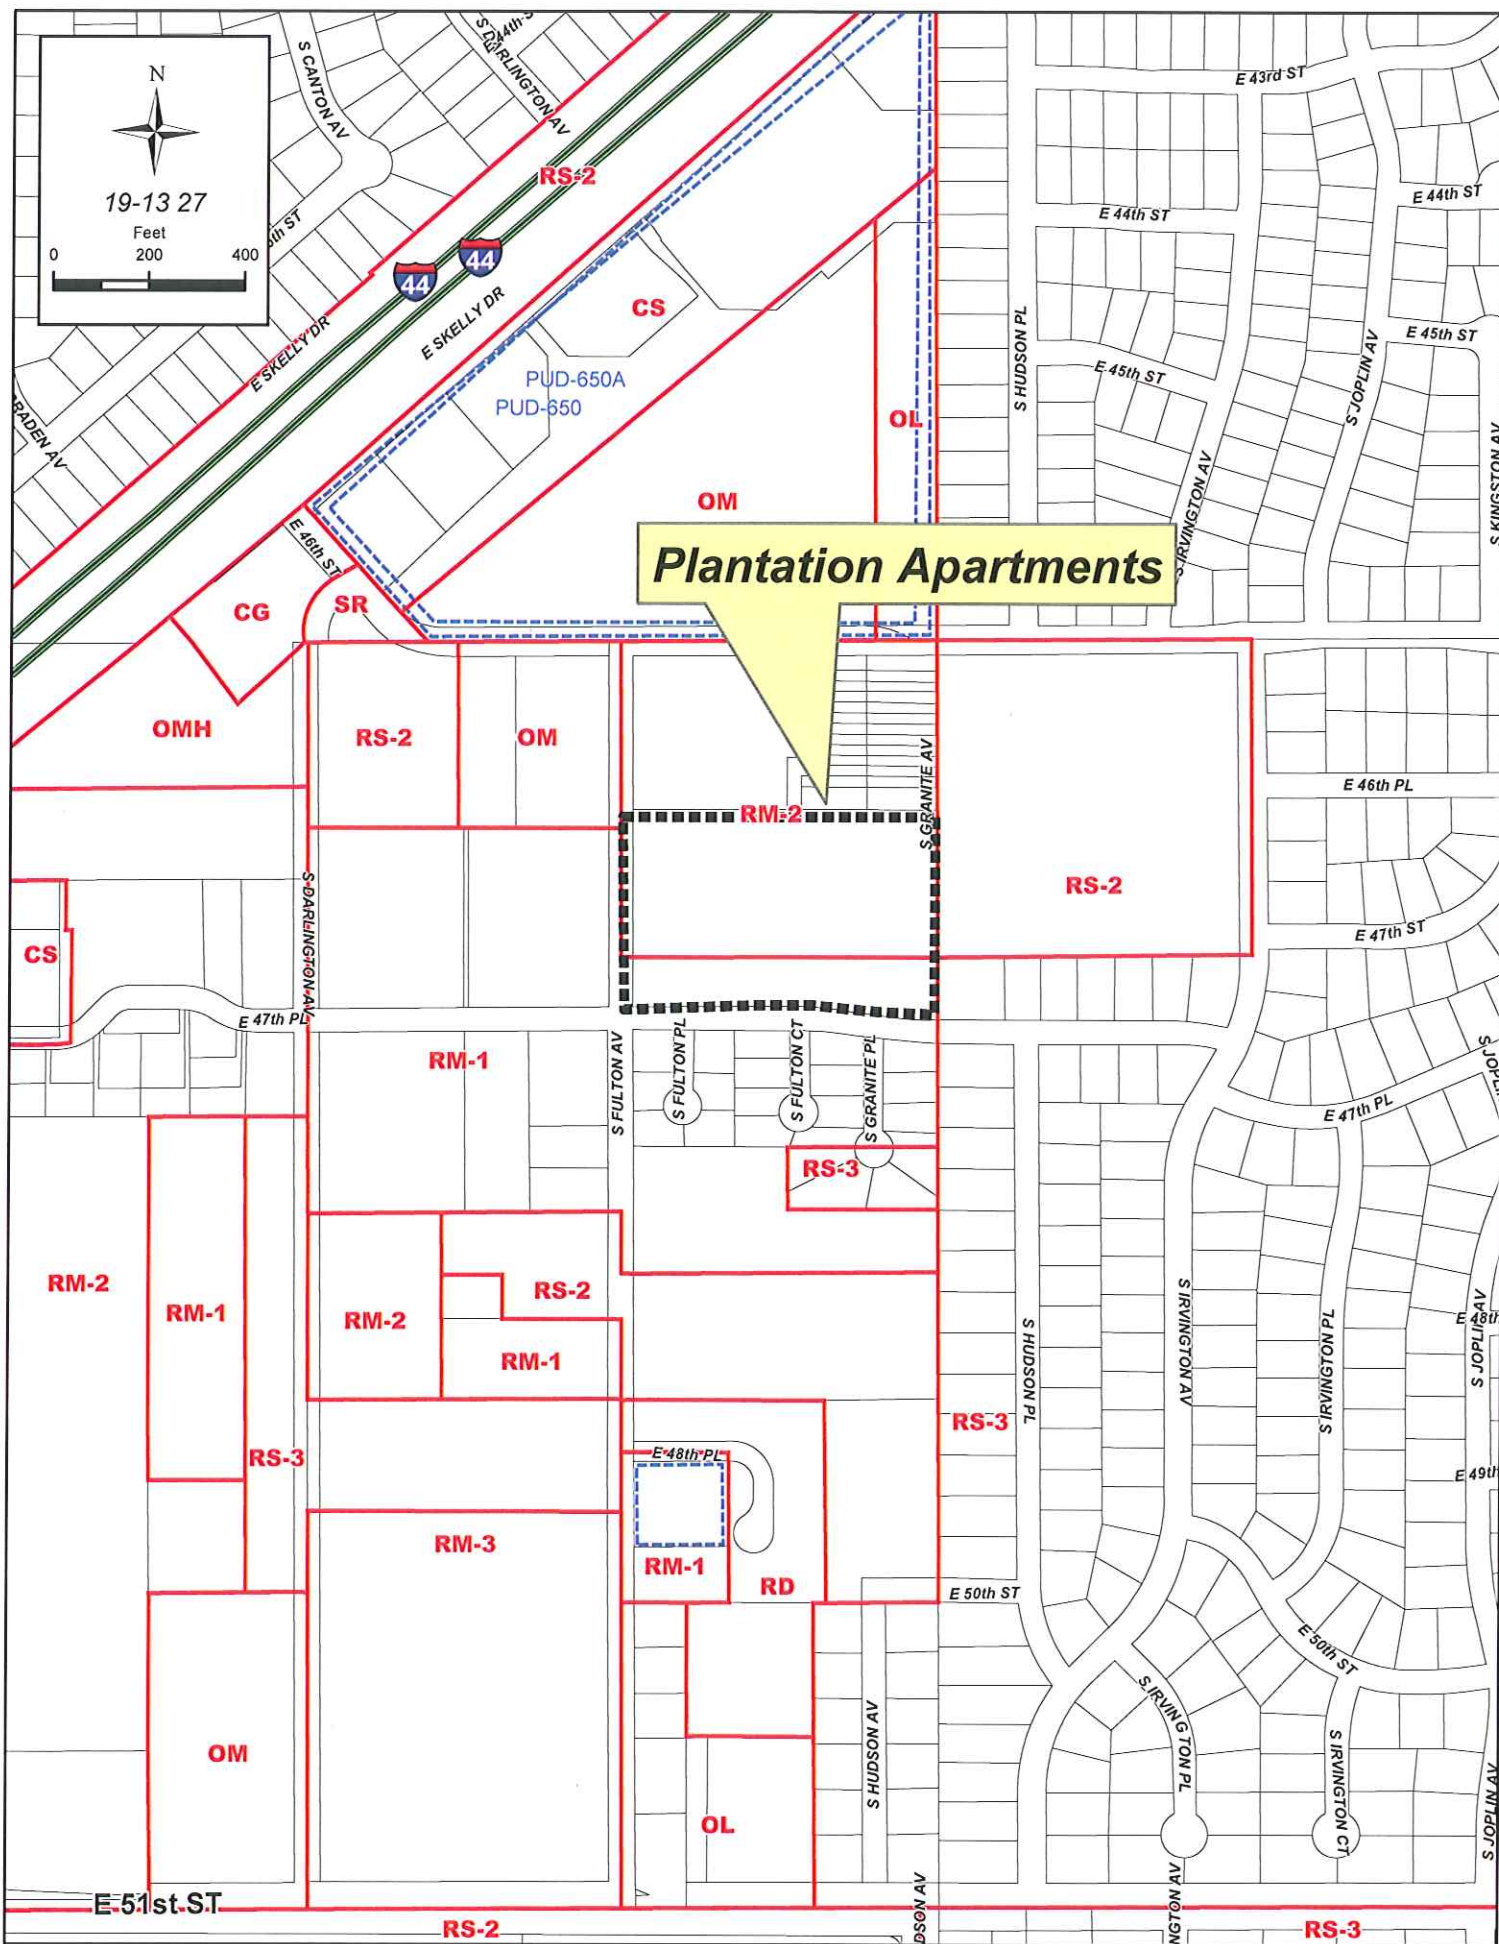 N
19-13 27
Feet
0 200 400
S CANTON AV
S DARLINGTON AV
RS-2
44
44
E SKELLY DR
E SKELLY DR
E 43rd ST
E 44th ST
E 44th ST
CS
PUD-650A
PUD-650
OL
OM
S HUDSON PL
E 45th ST
E 45th ST
S JOPLIN AV
S IRVINGTON AV
S KINGSTON AV
Plantation Apartments
E 46th ST
CG
SR
OMH
RS-2
OM
RM-2
S GRANITE AV
RS-2
E 46th PL
E 47th ST
CS
S DARLINGTON AV
E 47th PL
RM-1
S FULTON AV
S FULTON PL
S FULTON CT
S GRANITE PL
RS-3
E 47th PL
RM-2
RM-1
RM-2
RS-2
RM-1
S HUDSON PL
S IRVINGTON AV
S IRVINGTON PL
S JOPLIN AV
E 48th
RS-3
RS-3
E 48th PL
E 49th
RM-3
RM-1
RD
E 50th ST
E 50th ST
OM
OL
S HUDSON AV
S IRVINGTON PL
S IRVINGTON CT
S JOPLIN AV
E 51st ST
RS-2
RS-3